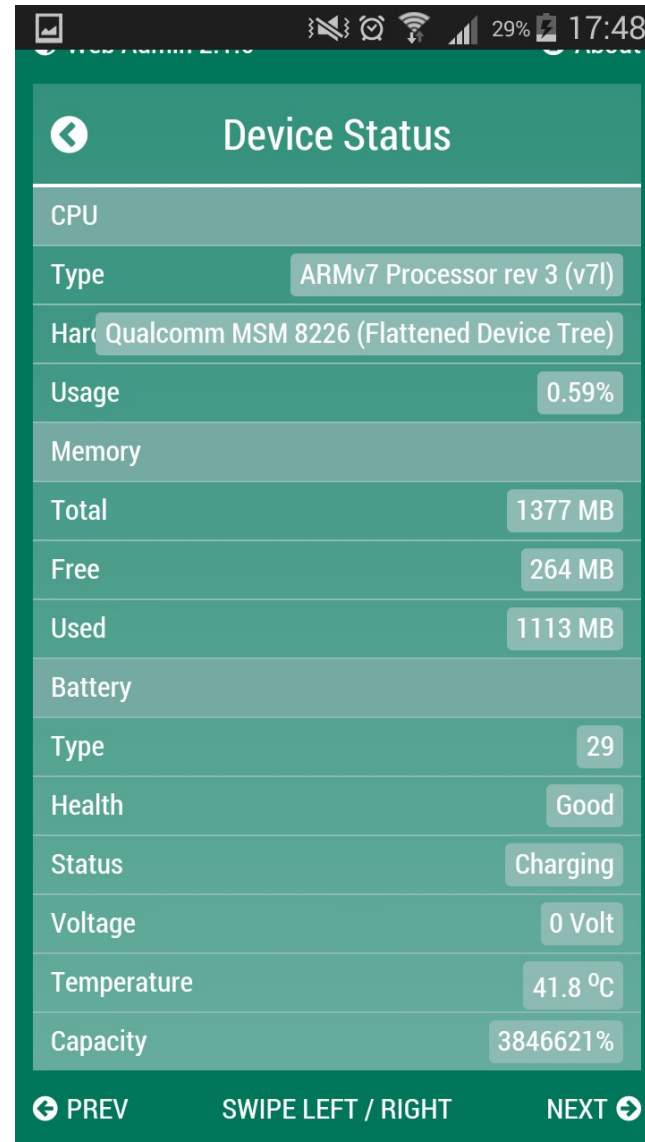 29% 17:48
Device Status
CPU
Type ARMv7 Processor rev 3 (v7l)
Qualcomm MSM 8226 (Flattened Device Tree)
Usage 0.59%
Memory
Total 1377 MB
Free 264 MB
Used 1113 MB
Battery
Type 29
Health Good
Status Charging
Voltage 0 Volt
Temperature 41.8 ⁰C
Capacity 3846621%
PREV SWIPE LEFT / RIGHT NEXT